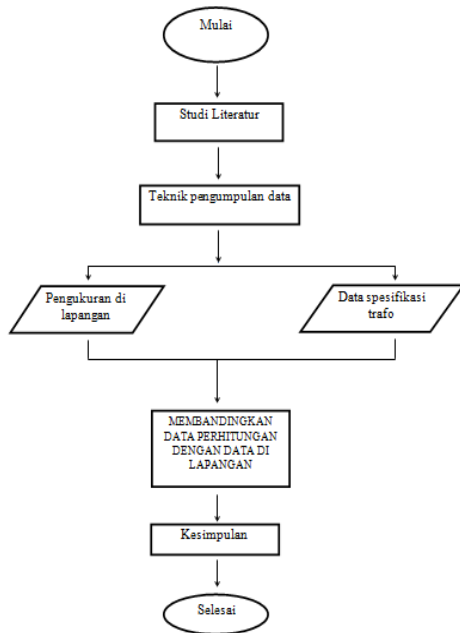 Mulai
Studi Literatur
Teknik pengumpulan data
Pengukuran di
lapangan
Data spesifikasi
trafo
MEMBANDINGKAN
DATA PERHITUNGAN
DENGAN DATA DI
LAPANGAN
Kesimpulan
Selesai